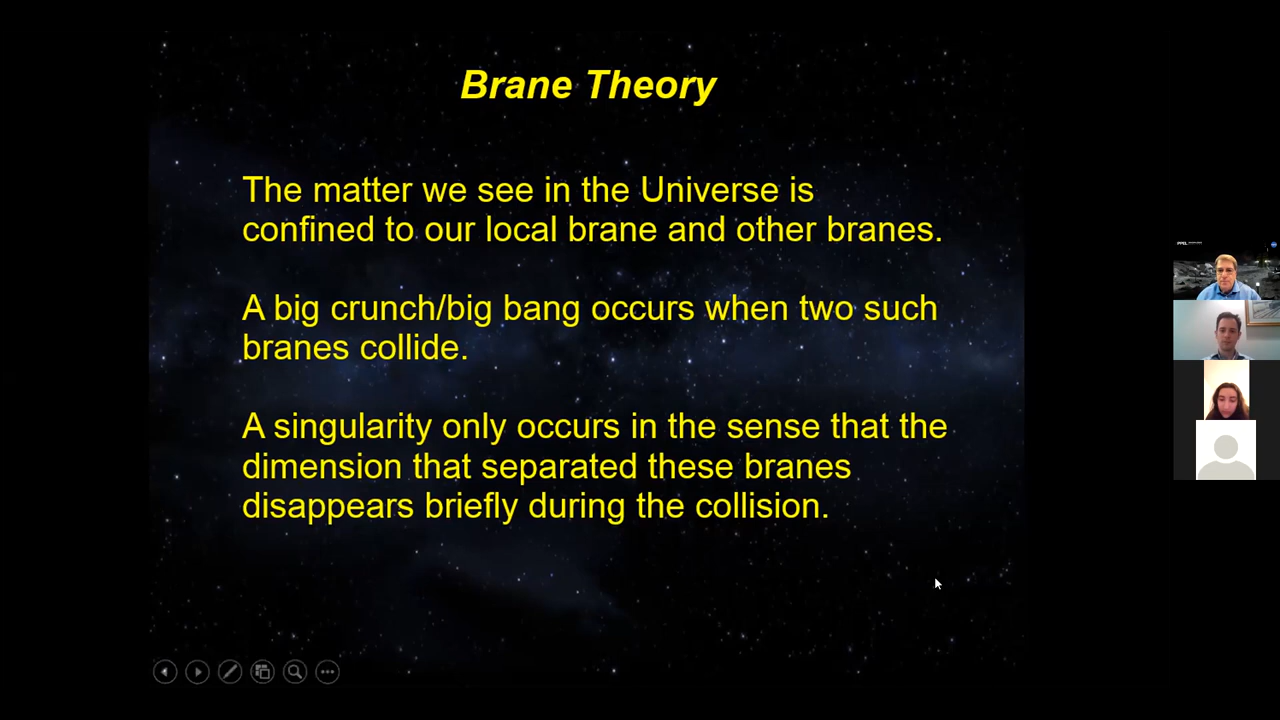 Brane Theory
The matter we see in the Universe is
confined to our local brane and other branes.
A big crunch/big bang occurs when two such
branes collide.
A singularity only occurs in the sense that the
dimension that separated these branes
disappears briefly during the collision.